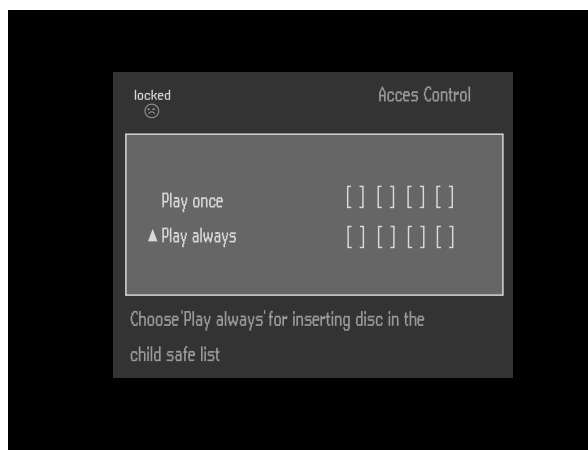 locked
Acces Control
Play once [ ] [ ] [ ] [ ]
▲ Play always [ ] [ ] [ ] [ ]
Choose 'Play always' for inserting disc in the
child safe list